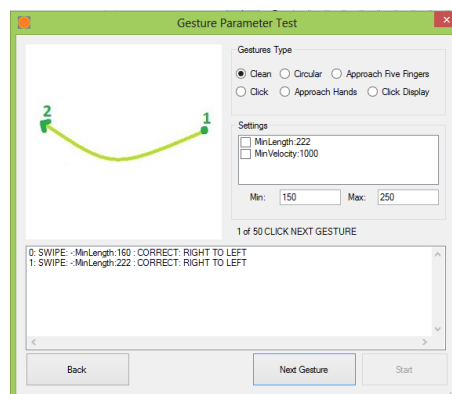 Gesture Parameter Test
Gestures Type
Clean Circular Approach Five Fingers
Click Approach Hands Click Display
2
1
Settings
MinLength:222
MinVelocity:1000
Min: 150 Max: 250
1 of 50 CLICK NEXT GESTURE
0: SWIPE: -:MinLength:160 : CORRECT: RIGHT TO LEFT
1: SWIPE: -:MinLength:222 : CORRECT: RIGHT TO LEFT
Back Next Gesture Start